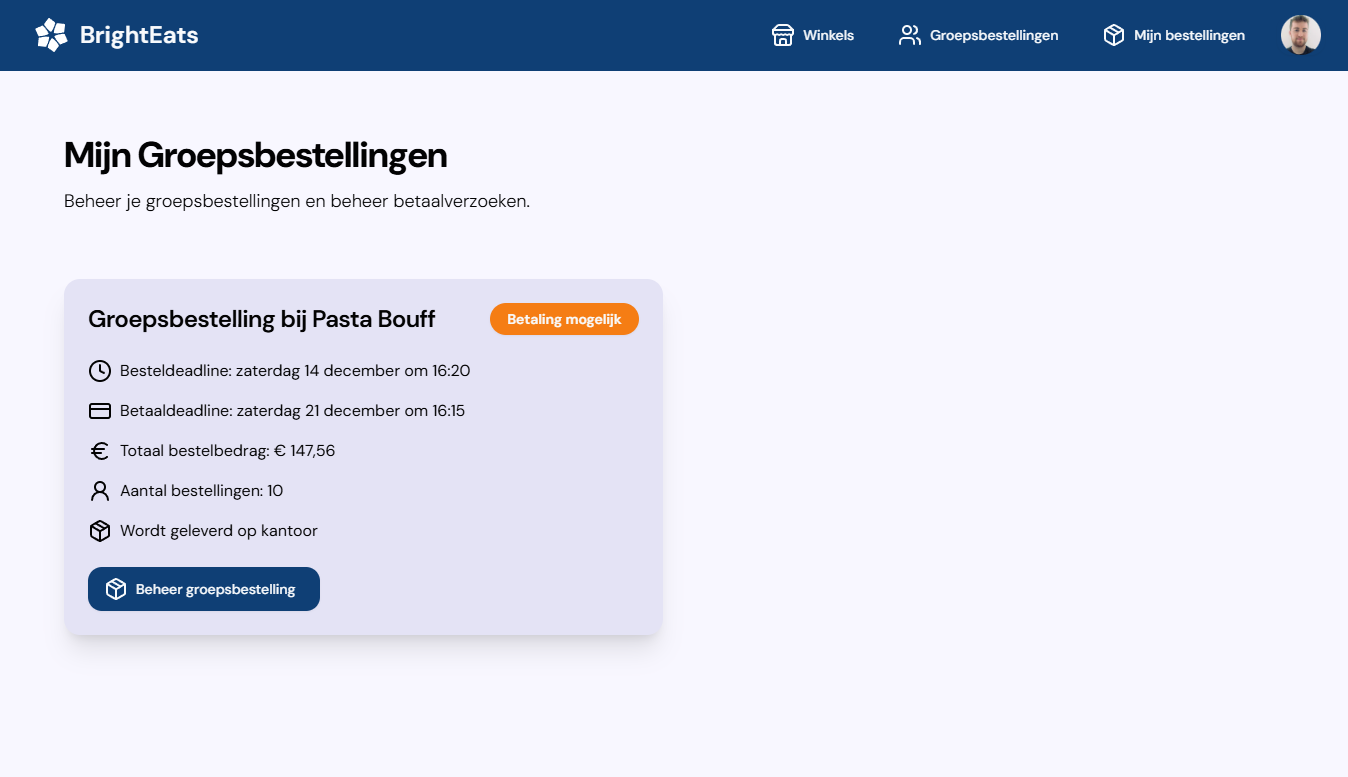 BrightEats
Winkels
Groepsbestellingen
Mijn bestellingen
Mijn Groepsbestellingen
Beheer je groepsbestellingen en beheer betaalverzoeken.
Groepsbestelling bij Pasta Bouff
Betaling mogelijk
Besteldeadline: zaterdag 14 december om 16:20
Betaaldeadline: zaterdag 21 december om 16:15
Totaal bestelbedrag: € 147,56
Aantal bestellingen: 10
Wordt geleverd op kantoor
Beheer groepsbestelling